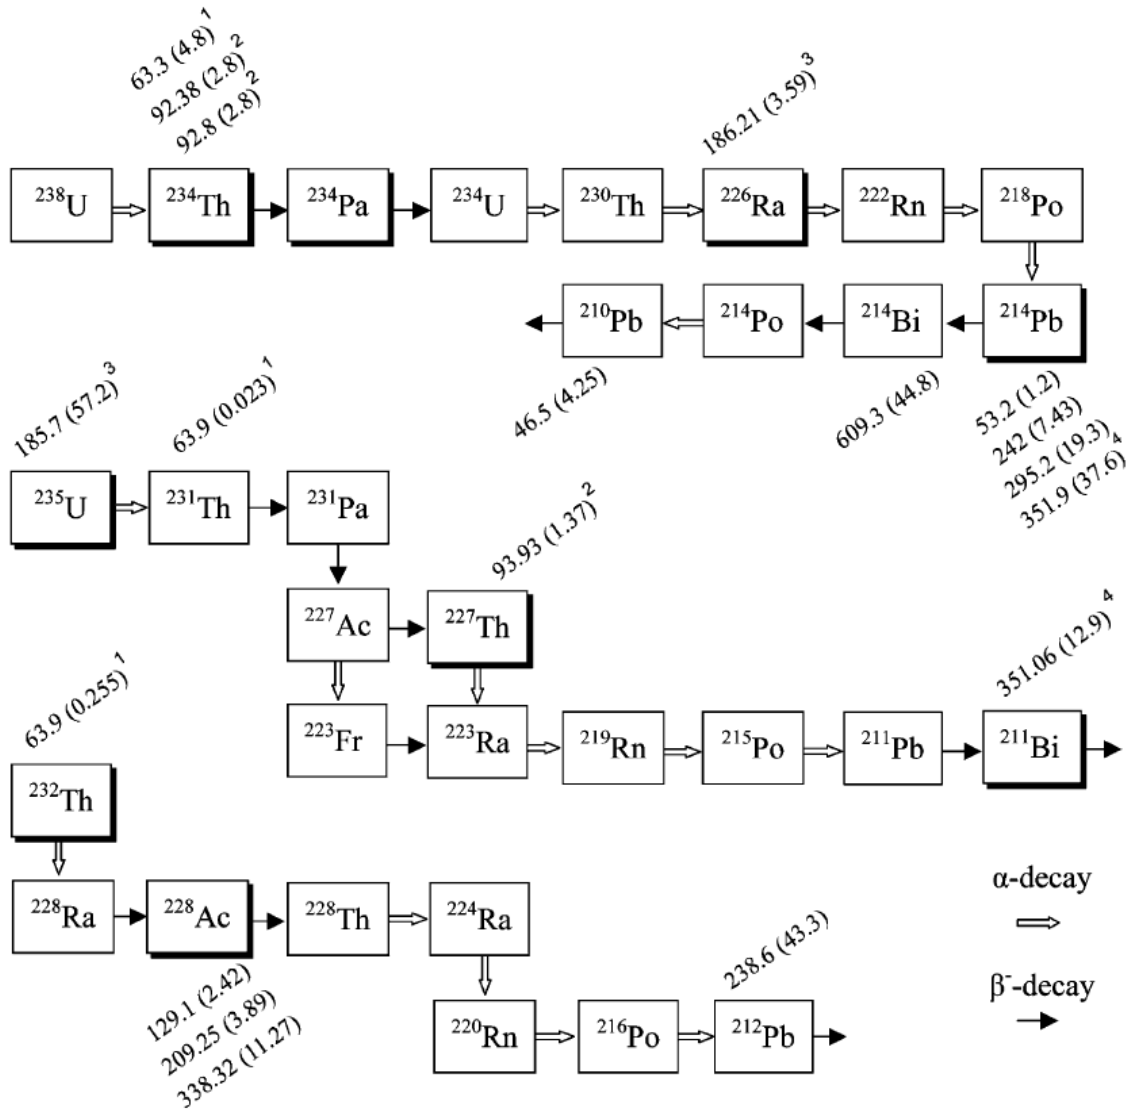 63.3 (4.8)¹
92.38 (2.8)²
92.8 (2.8)²
186.21 (3.59)³
²³⁸U
²³⁴Th
²³⁴Pa
²³⁴U
²³⁰Th
²²⁶Ra
²²²Rn
²¹⁸Po
²¹⁰Pb
²¹⁴Po
²¹⁴Bi
²¹⁴Pb
46.5 (4.25)
609.3 (44.8)
53.2 (1.2)
242 (7.43)
295.2 (19.3)
351.9 (37.6)⁴
185.7 (57.2)³
63.9 (0.023)¹
²³⁵U
²³¹Th
²³¹Pa
93.93 (1.37)²
²²⁷Ac
²²⁷Th
351.06 (12.9)⁴
²²³Fr
²²³Ra
²¹⁹Rn
²¹⁵Po
²¹¹Pb
²¹¹Bi
63.9 (0.255)¹
²³²Th
²²⁸Ra
²²⁸Ac
²²⁸Th
²²⁴Ra
129.1 (2.42)
209.25 (3.89)
338.32 (11.27)
238.6 (43.3)
²²⁰Rn
²¹⁶Po
²¹²Pb
α-decay
β⁻-decay